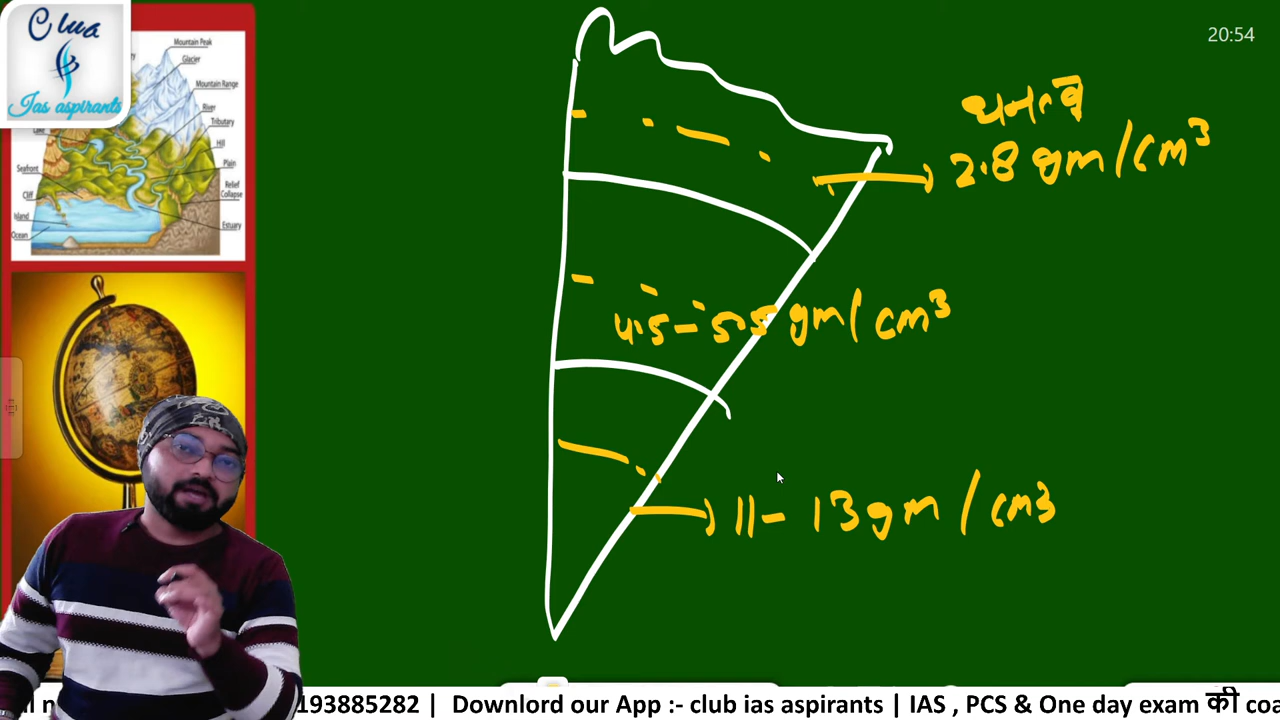 Clua
Ias aspirants
Mountain Peak
Glacier
Mountain Range
River
Tributary
Hill
Lake
Plain
Seafront
Relief
Collapse
Cliff
Island
Estuary
Ocean
20:54
घनत्व
2.8 gm/cm³
4.5-5.5 gm/cm³
11-13 gm/cm3
193885282 | Downlord our App :- club ias aspirants | IAS , PCS & One day exam की